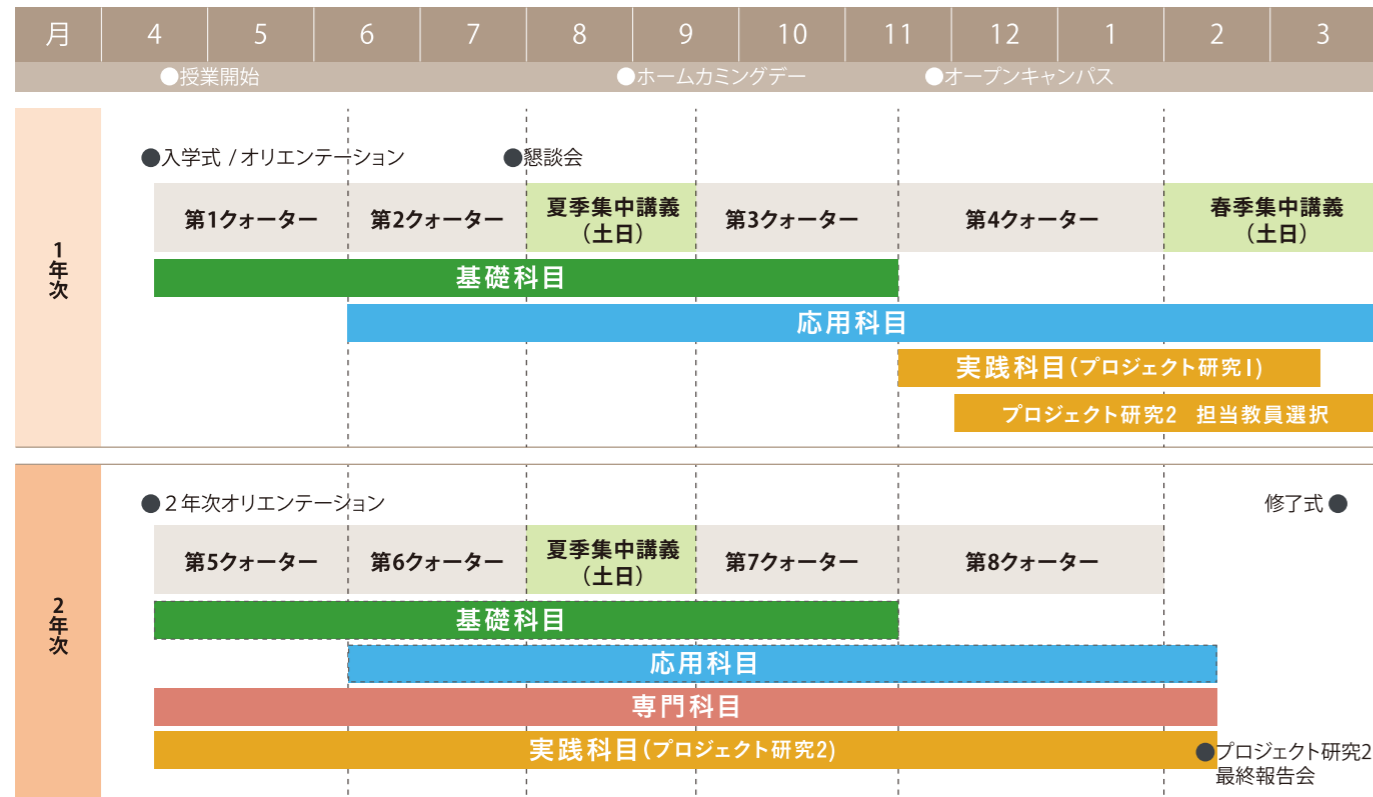 月 4 5 6 7 8 9 10 11 12 1 2 3
●授業開始 ●ホームカミングデー ●オープンキャンパス
1年次
●入学式 / オリエンテーション ●懇談会
第1クォーター 第2クォーター 夏季集中講義 第3クォーター 第4クォーター 春季集中講義
（土日） （土日）
基礎科目
応用科目
実践科目(プロジェクト研究1)
プロジェクト研究2 担当教員選択
2年次
●２年次オリエンテーション 修了式●
第5クォーター 第6クォーター 夏季集中講義 第7クォーター 第8クォーター
（土日）
基礎科目
応用科目
専門科目
実践科目(プロジェクト研究2)
●プロジェクト研究2
最終報告会